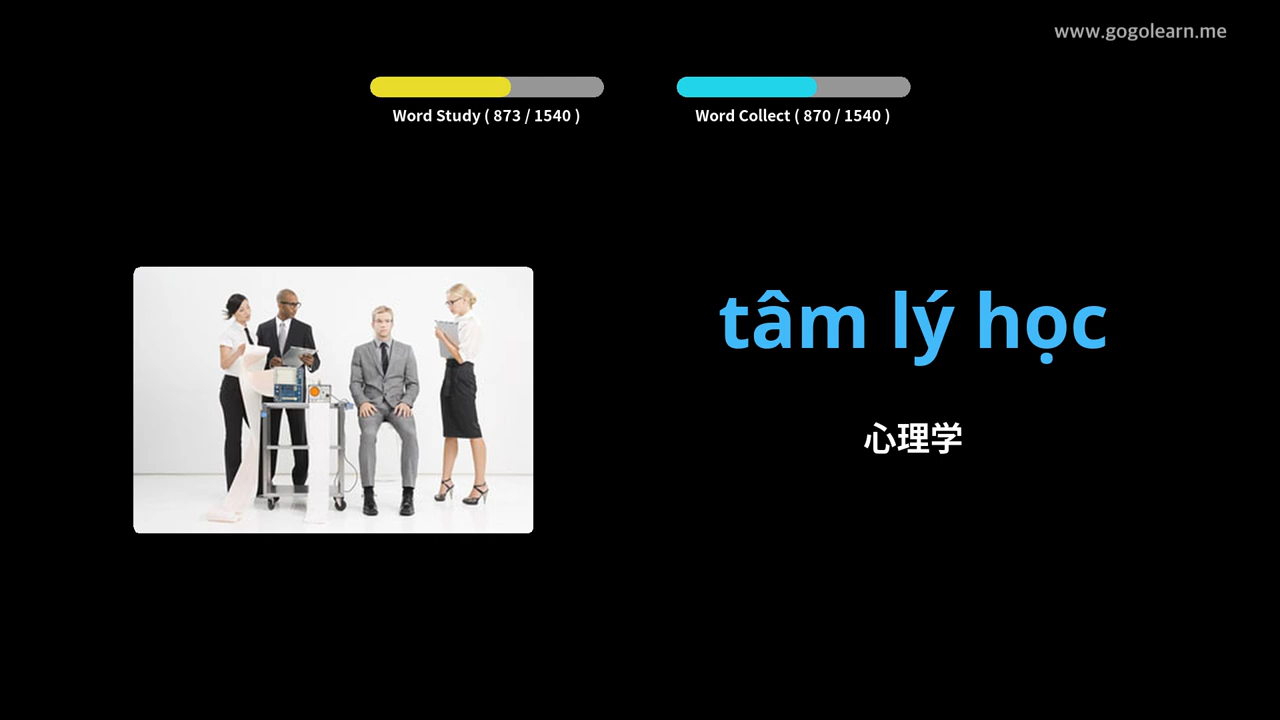 www.gogolearn.me
Word Study ( 873 / 1540 )
Word Collect ( 870 / 1540 )
tâm lý học
心理学